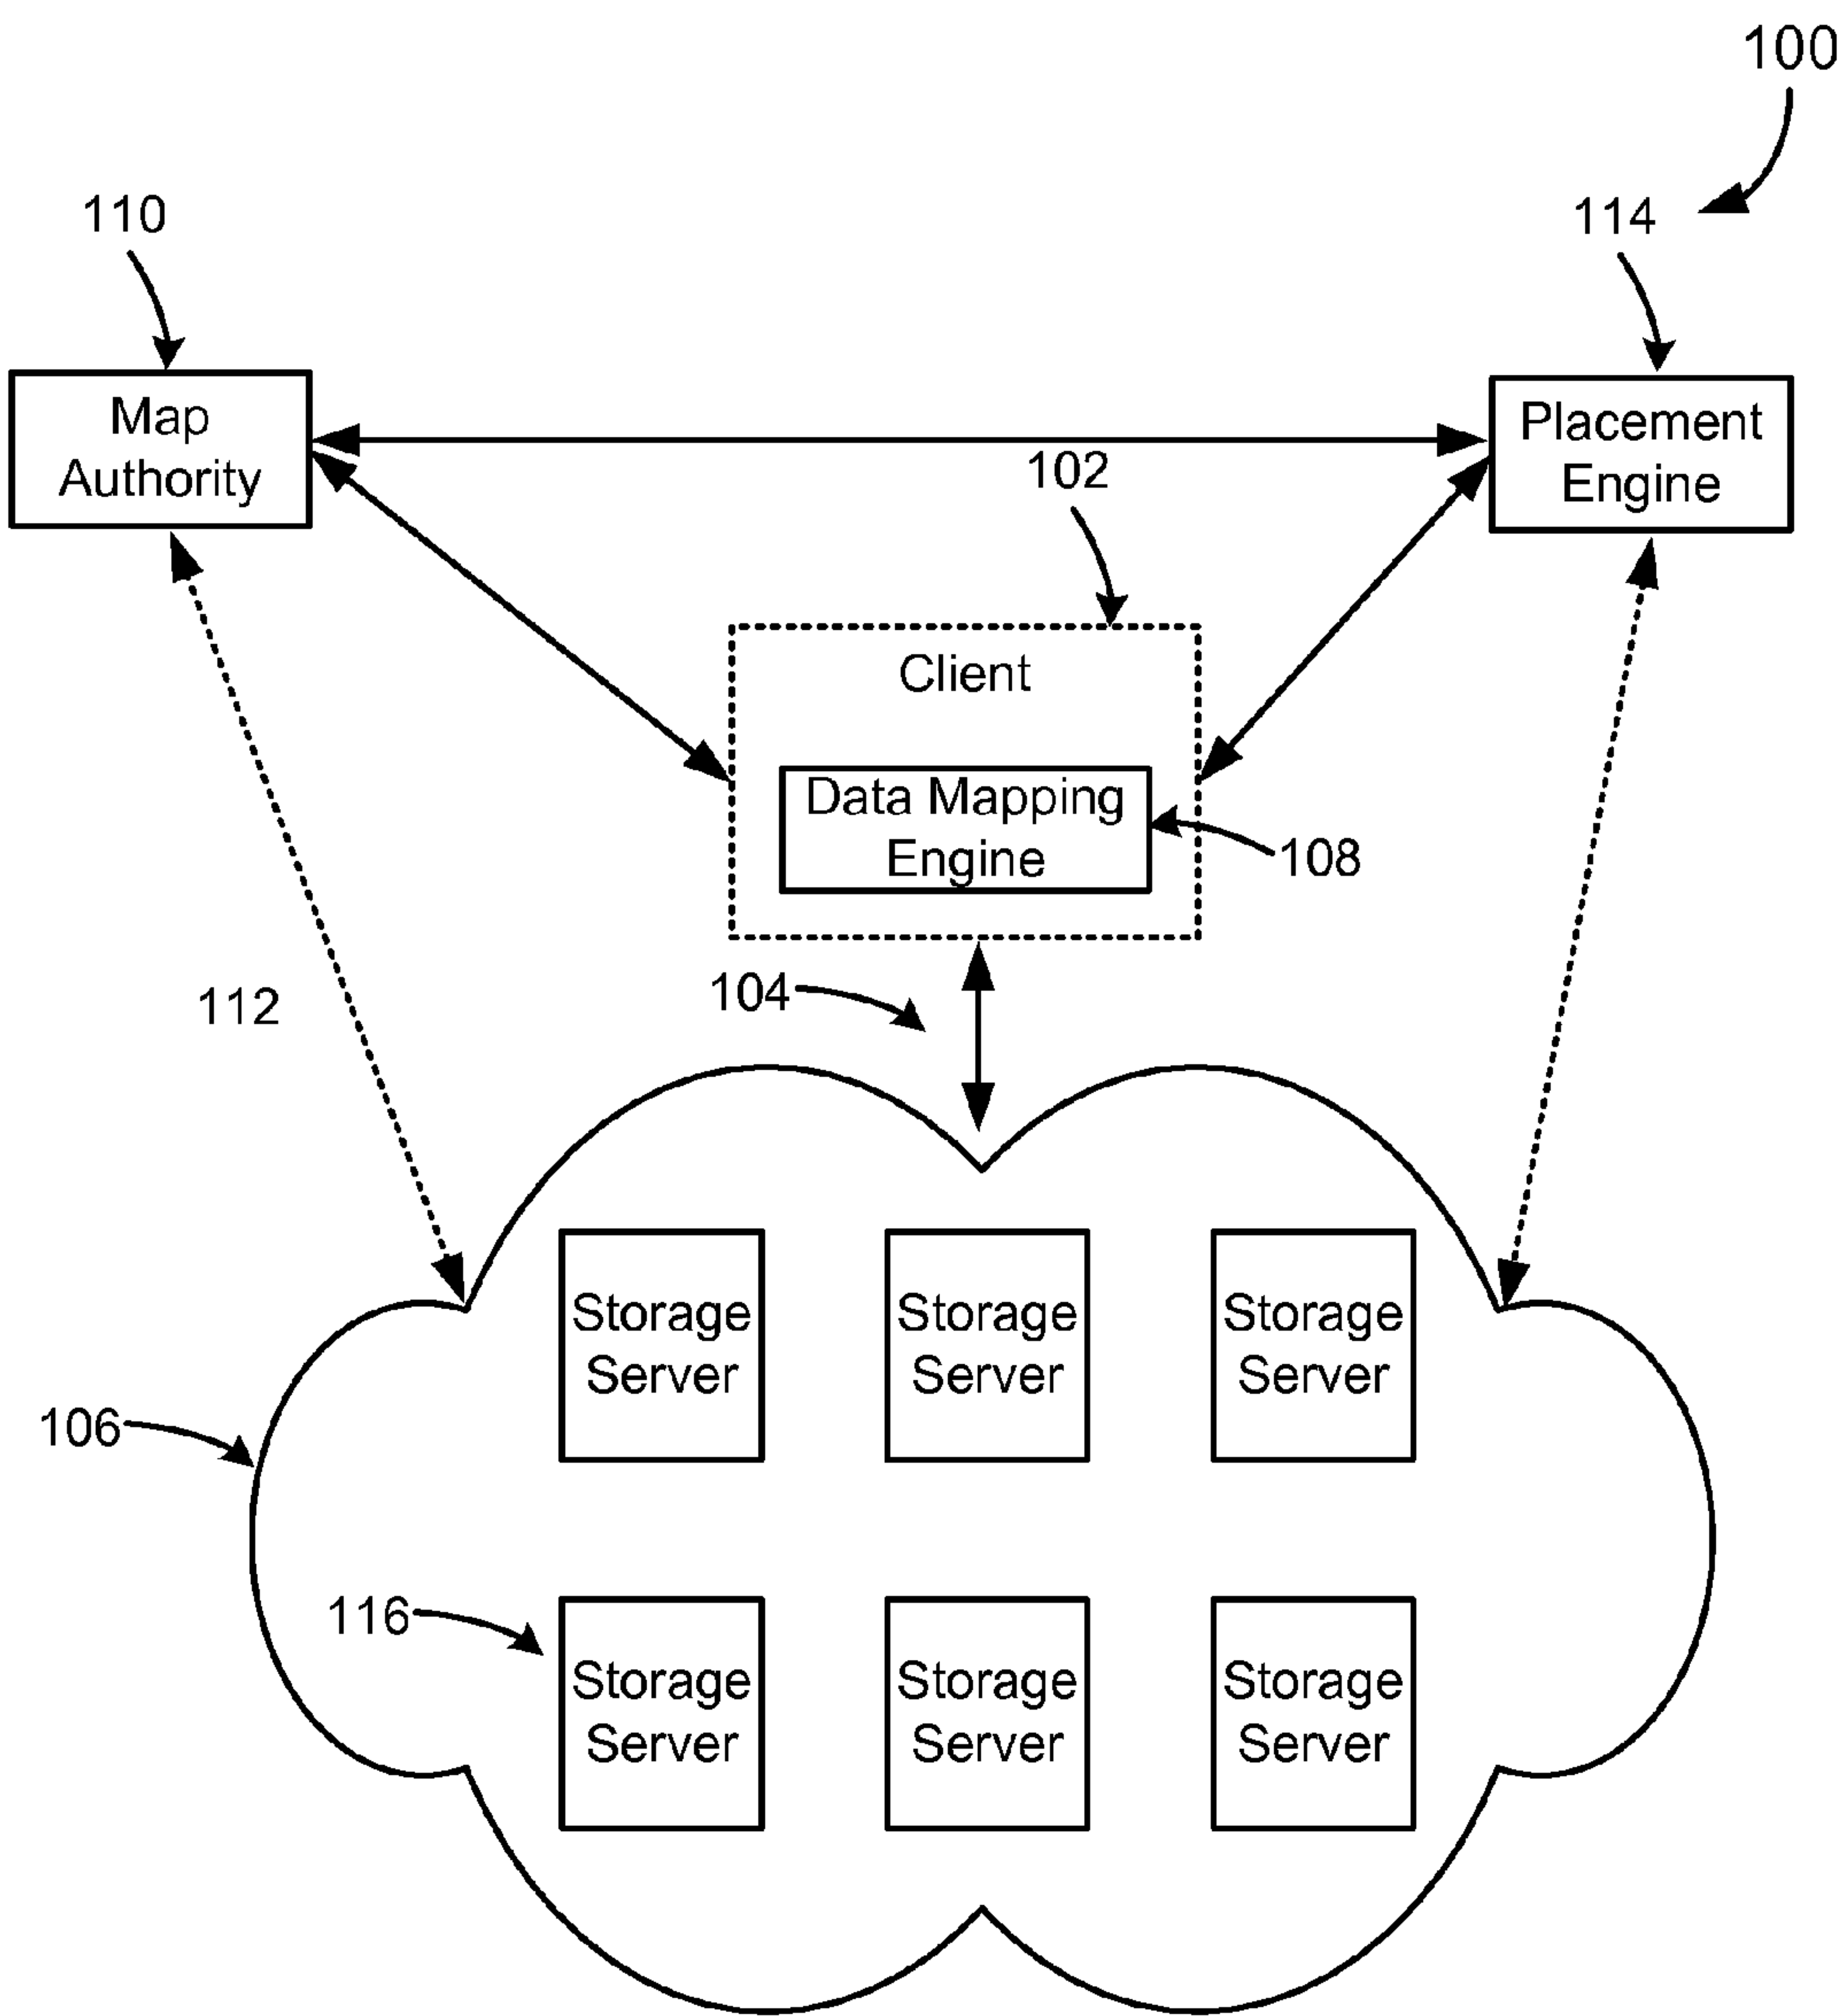 100
110
114
Map
Authority
Placement
Engine
102
Client
Data Mapping
Engine
108
104
112
Storage
Server
Storage
Server
Storage
Server
106
116
Storage
Server
Storage
Server
Storage
Server